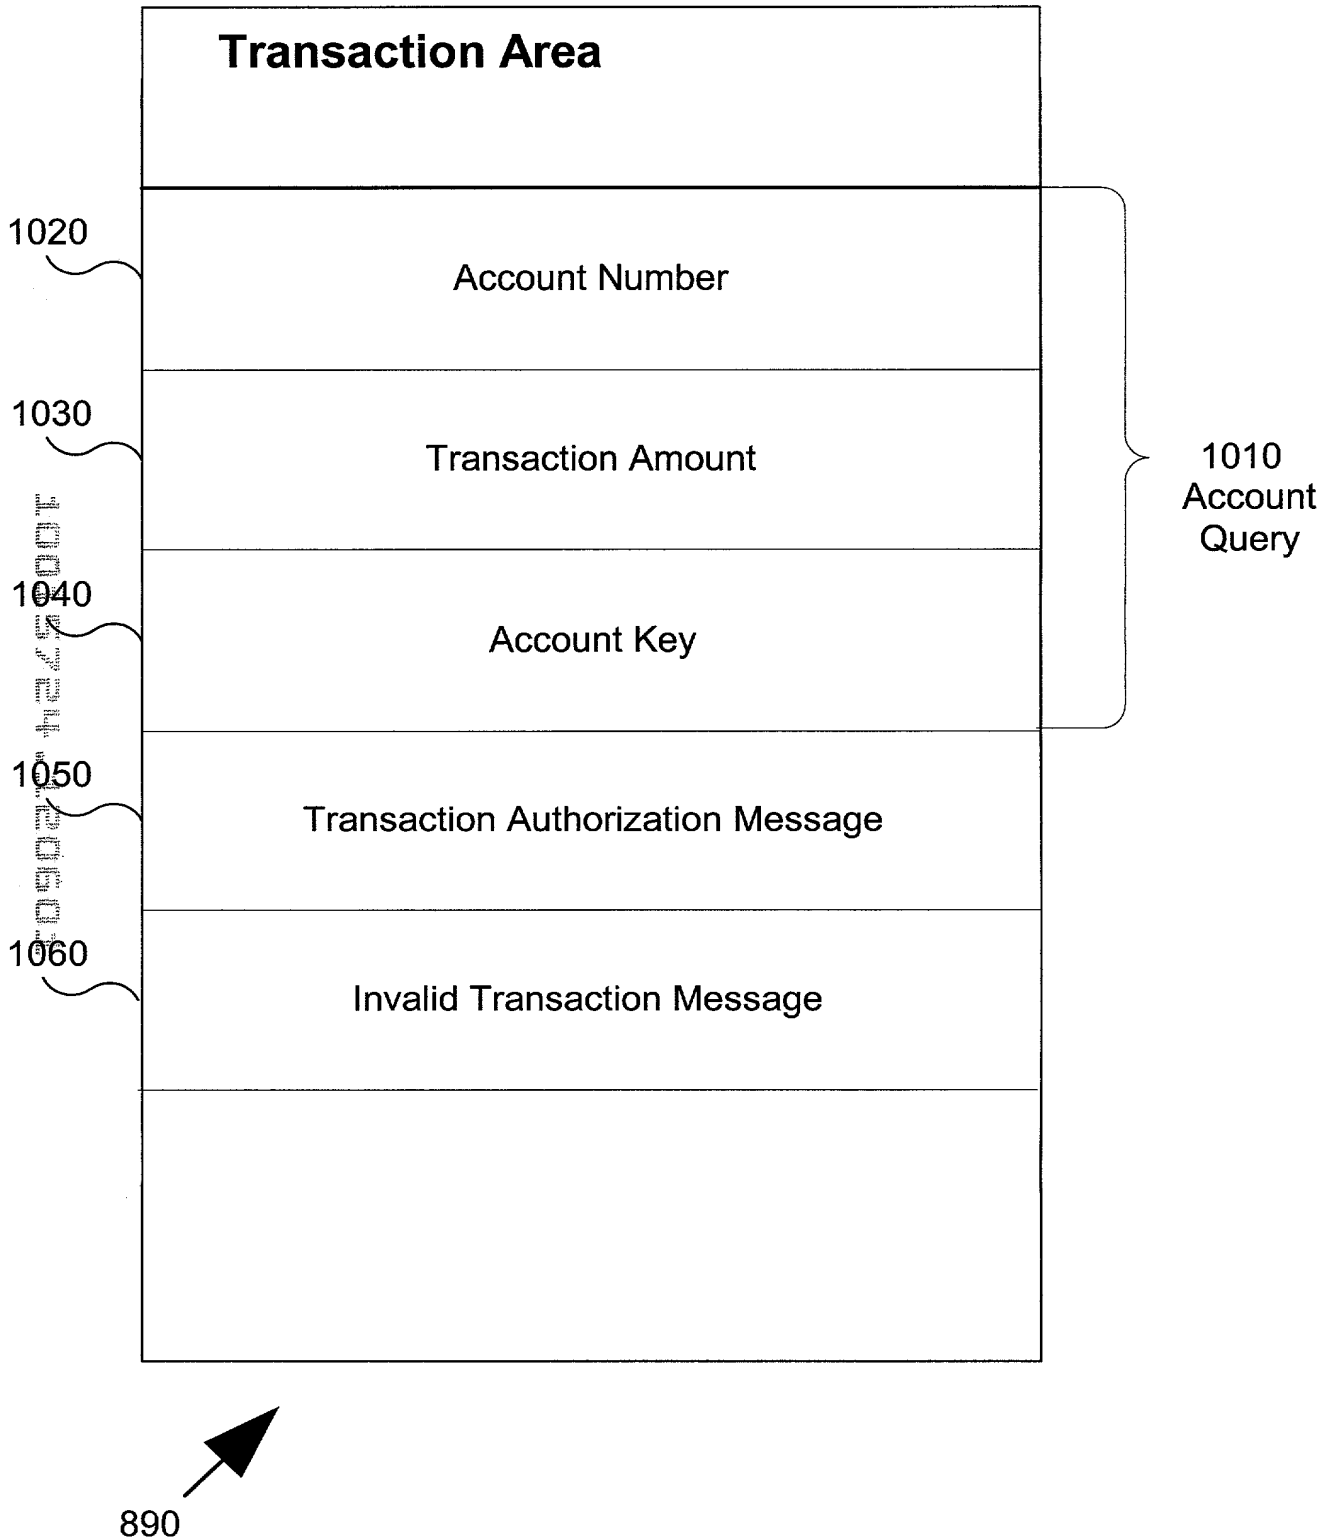 Transaction Area
1020
Account Number
1030
Transaction Amount
1010
Account
Query
1040
Account Key
1050
Transaction Authorization Message
1060
Invalid Transaction Message
890